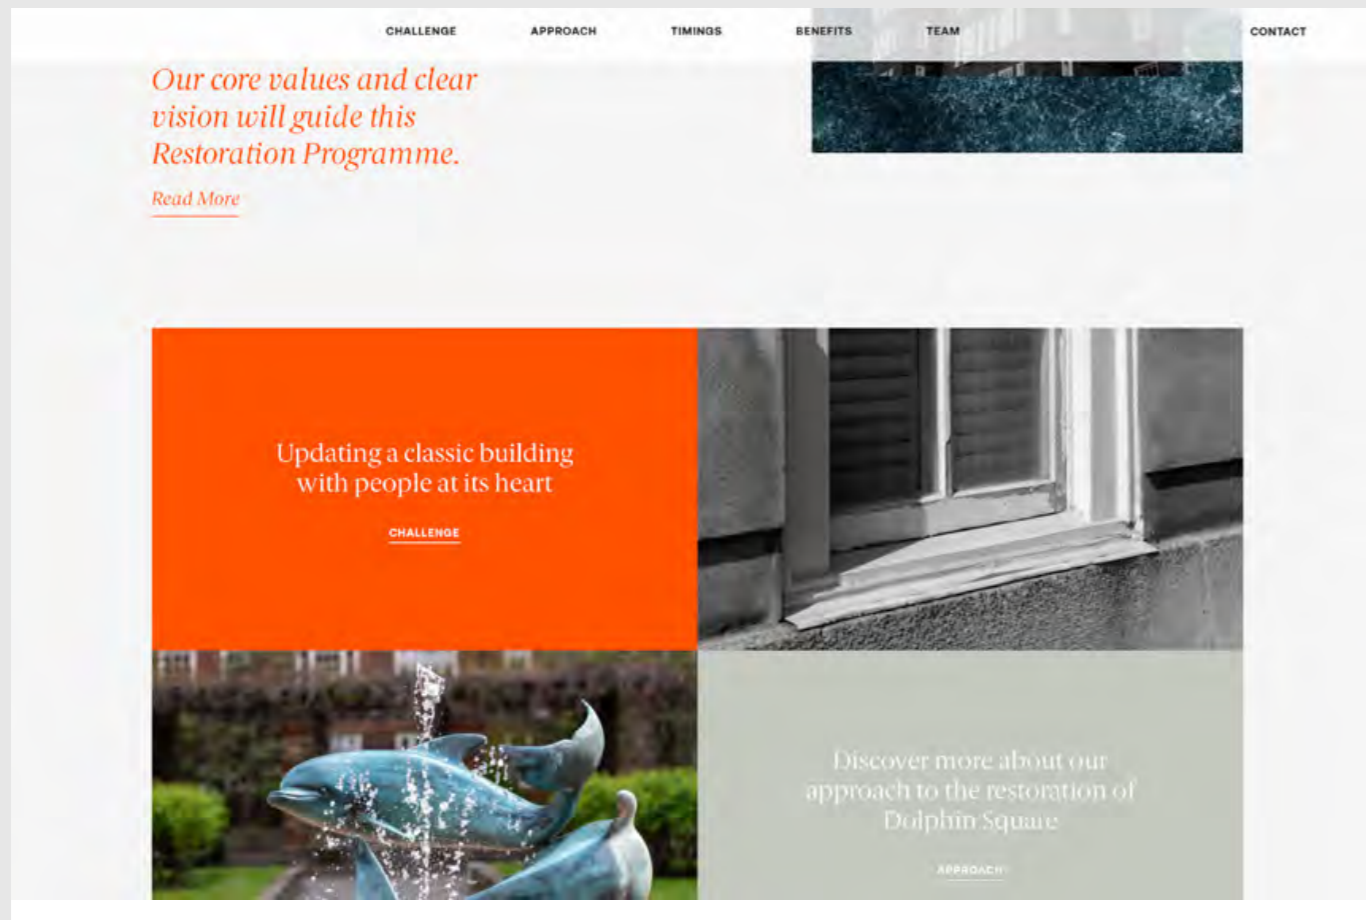 CHALLENGE APPROACH TIMINGS BENEFITS TEAM CONTACT
Our core values and clear
vision will guide this
Restoration Programme.
Read More
Updating a classic building
with people at its heart
CHALLENGE
Discover more about our
approach to the restoration of
Dolphin Square
APPROACH